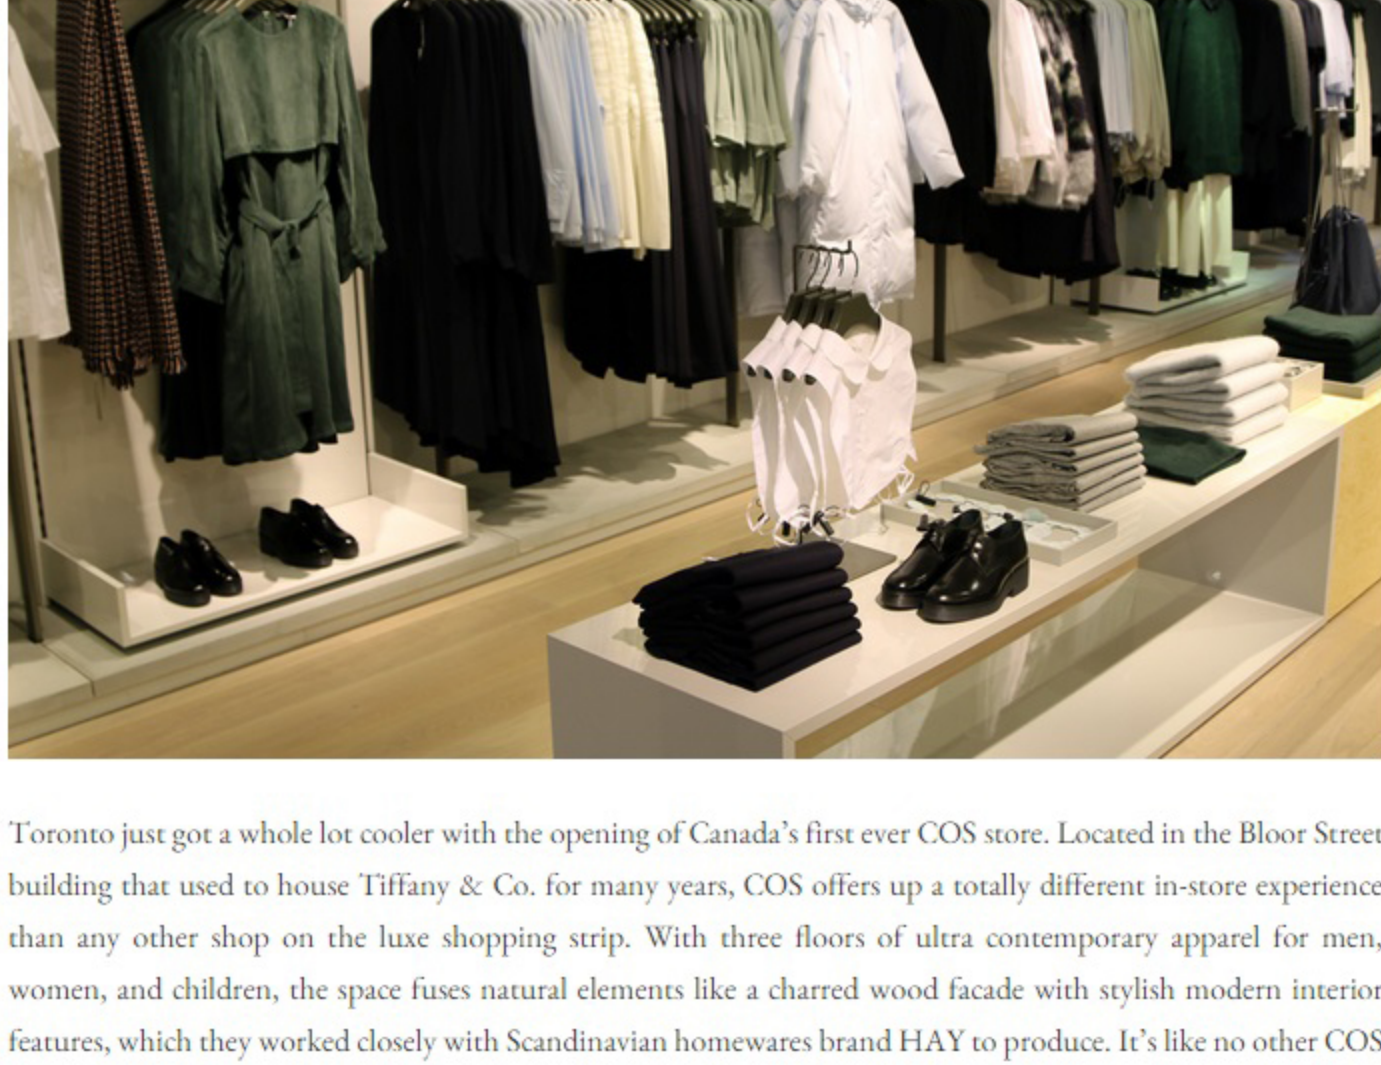 Toronto just got a whole lot cooler with the opening of Canada's first ever COS store. Located in the Bloor Street
building that used to house Tiffany & Co. for many years, COS offers up a totally different in-store experience
than any other shop on the luxe shopping strip. With three floors of ultra contemporary apparel for men,
women, and children, the space fuses natural elements like a charred wood facade with stylish modern interior
features, which they worked closely with Scandinavian homewares brand HAY to produce. It's like no other COS